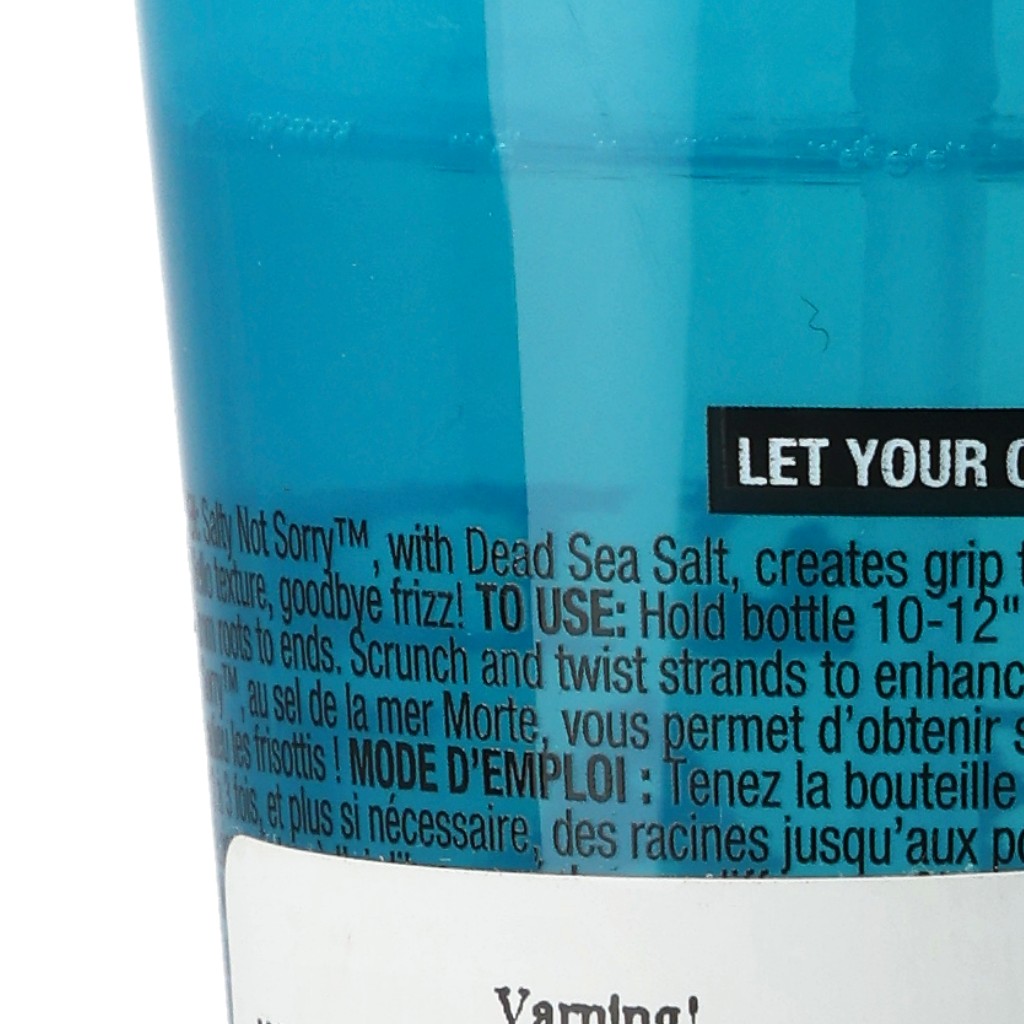 LET YOUR
Salty Not Sorry™, with Dead Sea Salt, creates grip
texture, goodbye frizz! TO USE: Hold bottle 10-12"
roots to ends. Scrunch and twist strands to enhanc
au sel de la mer Morte, vous permet d'obtenir
les frisottis ! MODE D'EMPLOI : Tenez la bouteille
3 fois, et plus si nécessaire, des racines jusqu'aux
Varning!